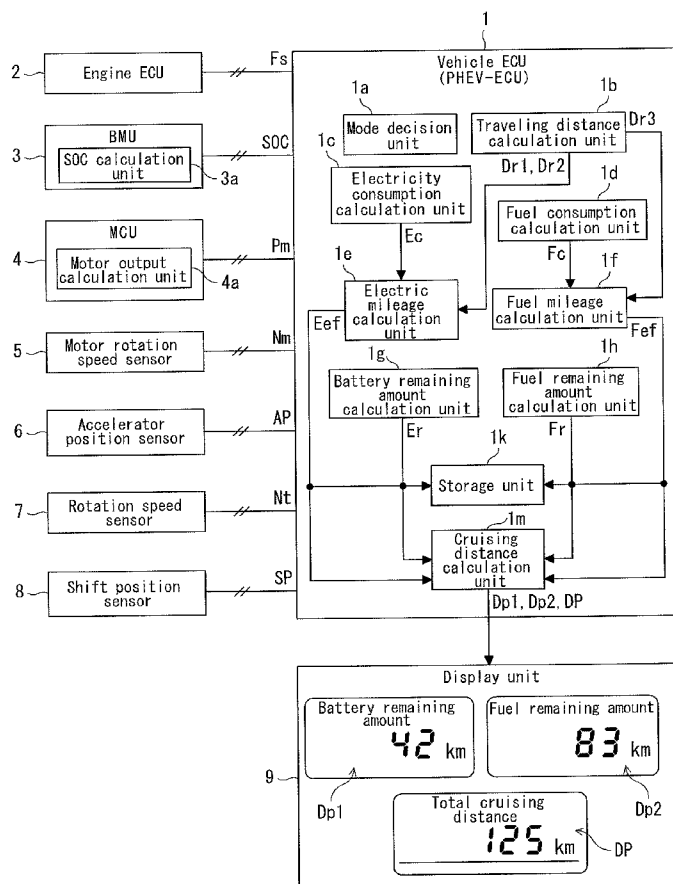 1
Vehicle ECU
(PHEV-ECU)
2
Engine ECU
Fs
1a
Mode decision
unit
1b
Traveling distance
calculation unit
Dr3
Dr1, Dr2
3
BMU
SOC calculation
unit
3a
SOC
1c
Electricity
consumption
calculation unit
1d
Fuel consumption
calculation unit
Ec
Fc
4
MCU
Motor output
calculation unit
4a
Pm
1e
Electric
mileage
calculation unit
Eef
1f
Fuel mileage
calculation unit
Fef
5
Motor rotation
speed sensor
Nm
1g
Battery remaining
amount
calculation unit
Er
1h
Fuel remaining
amount
calculation unit
Fr
6
Accelerator
position sensor
AP
1k
Storage unit
7
Rotation speed
sensor
Nt
1m
Cruising
distance
calculation
unit
8
Shift position
sensor
SP
Dp1, Dp2, DP
9
Display unit
Battery remaining
amount
42 km
Dp1
Fuel remaining amount
83 km
Dp2
Total cruising
distance
125 km
DP